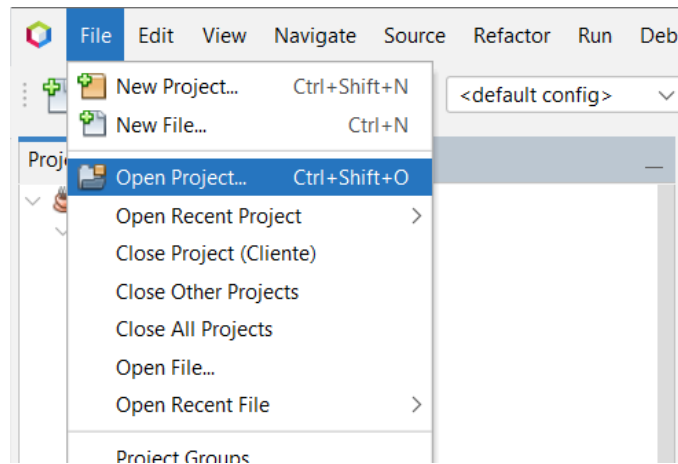 File Edit View Navigate Source Refactor Run Deb
New Project... Ctrl+Shift+N
<default config>
New File... Ctrl+N
Proje
Open Project... Ctrl+Shift+O
Open Recent Project
Close Project (Cliente)
Close Other Projects
Close All Projects
Open File...
Open Recent File
Project Groups